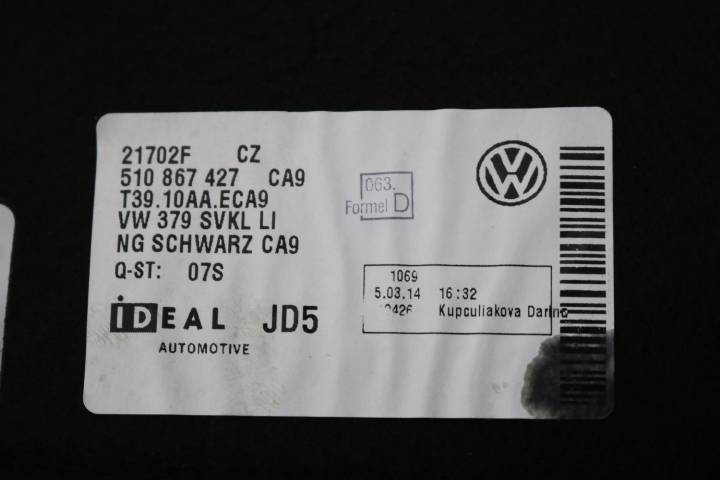 21702F CZ
510 867 427 CA9
T39.10AA.ECA9
VW 379 SVKL LI
NG SCHWARZ CA9
Q-ST: 07S
iDEAL JD5
AUTOMOTIVE
063.
Formel D
1069
5.03.14 16:32
Kupculiakova Darina